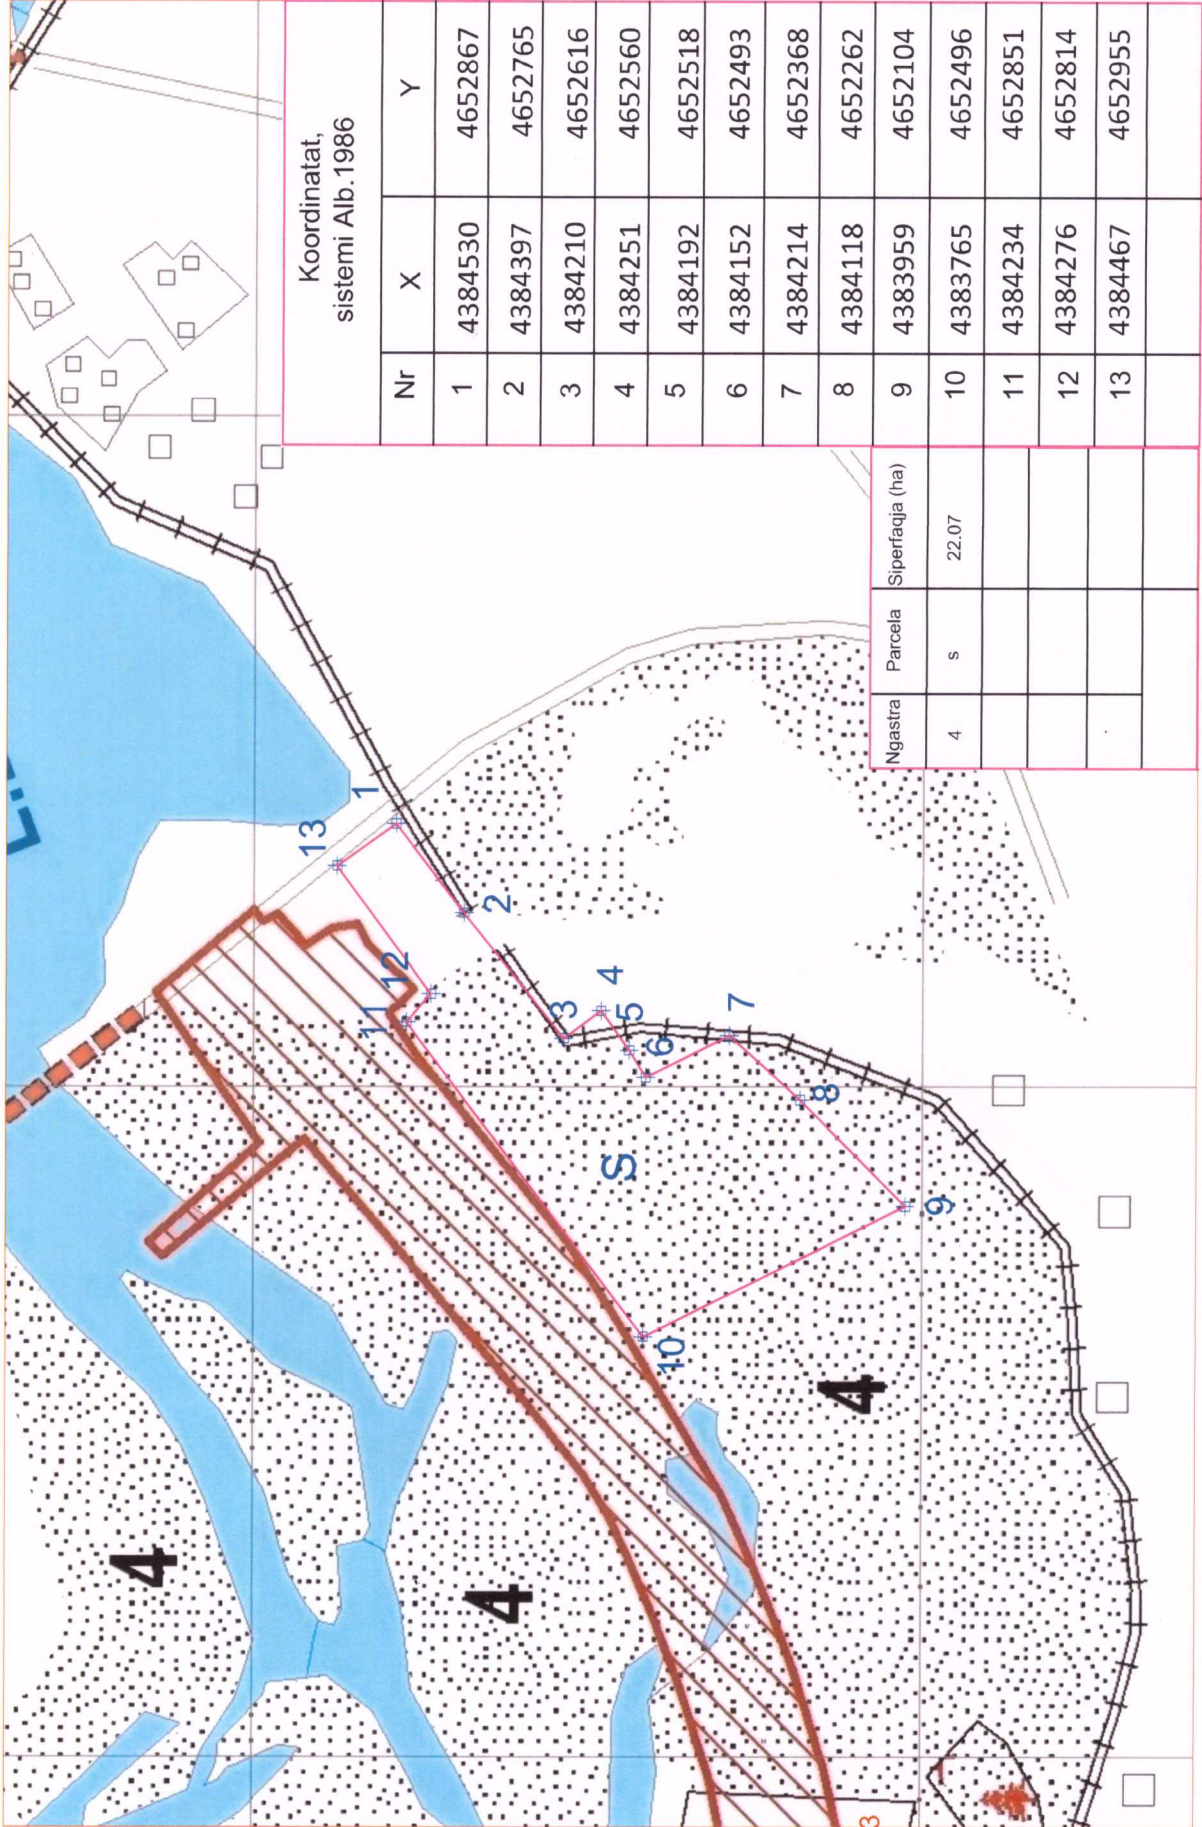 Koordinatat,
sistemi Alb.1986
Nr X Y
1 4384530 4652867
2 4384397 4652765
3 4384210 4652616
4 4384251 4652560
5 4384192 4652518
6 4384152 4652493
7 4384214 4652368
8 4384118 4652262
9 4383959 4652104
10 4383765 4652496
11 4384234 4652851
12 4384276 4652814
13 4384467 4652955
Ngastra Parcela Siperfaqja (ha)
4 s 22.07
13
1
2
12
11
3
4
5
6
7
8
S
9
10
4
4
4
3